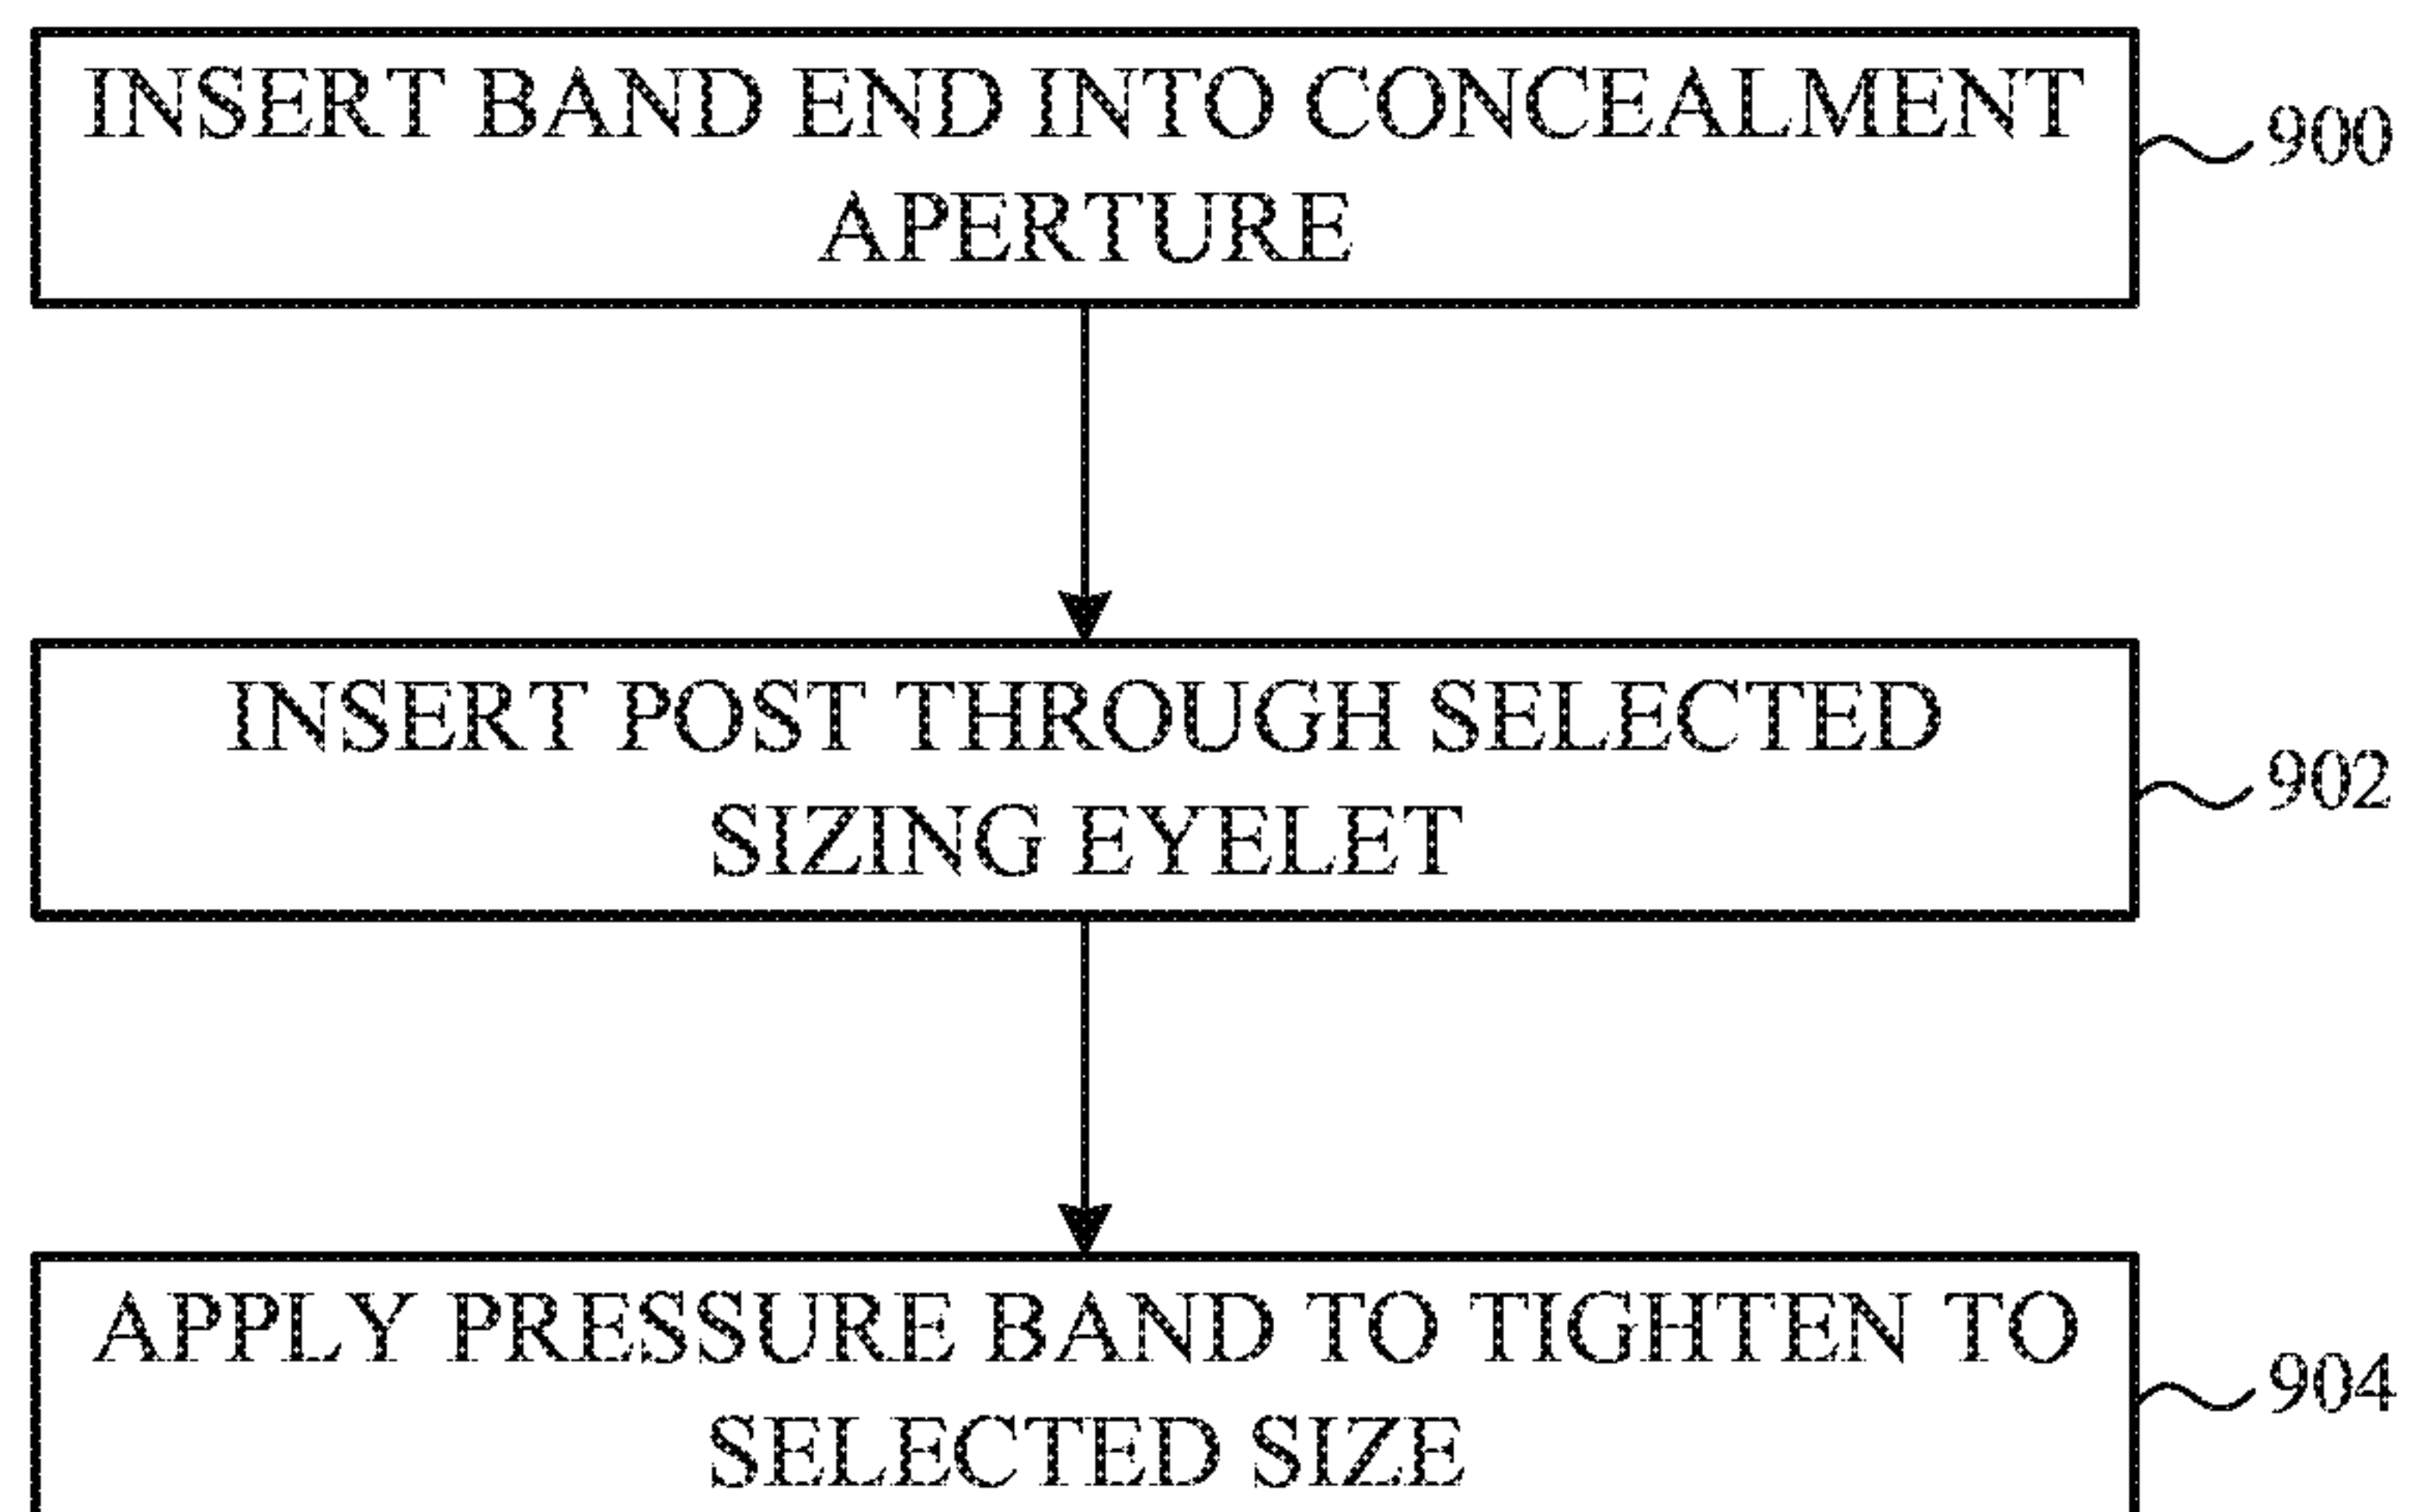 INSERT BAND END INTO CONCEALMENT
APERTURE
900
INSERT POST THROUGH SELECTED
SIZING EYELET
902
APPLY PRESSURE BAND TO TIGHTEN TO
SELECTED SIZE
904